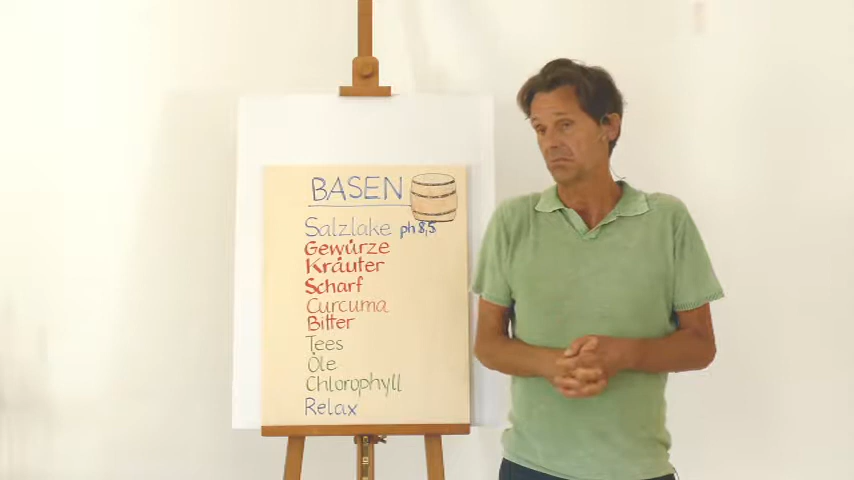 BASEN
Salzlake ph 8,5
Gewürze
Kräuter
Scharf
Curcuma
Bitter
Tees
Öle
Chlorophyll
Relax